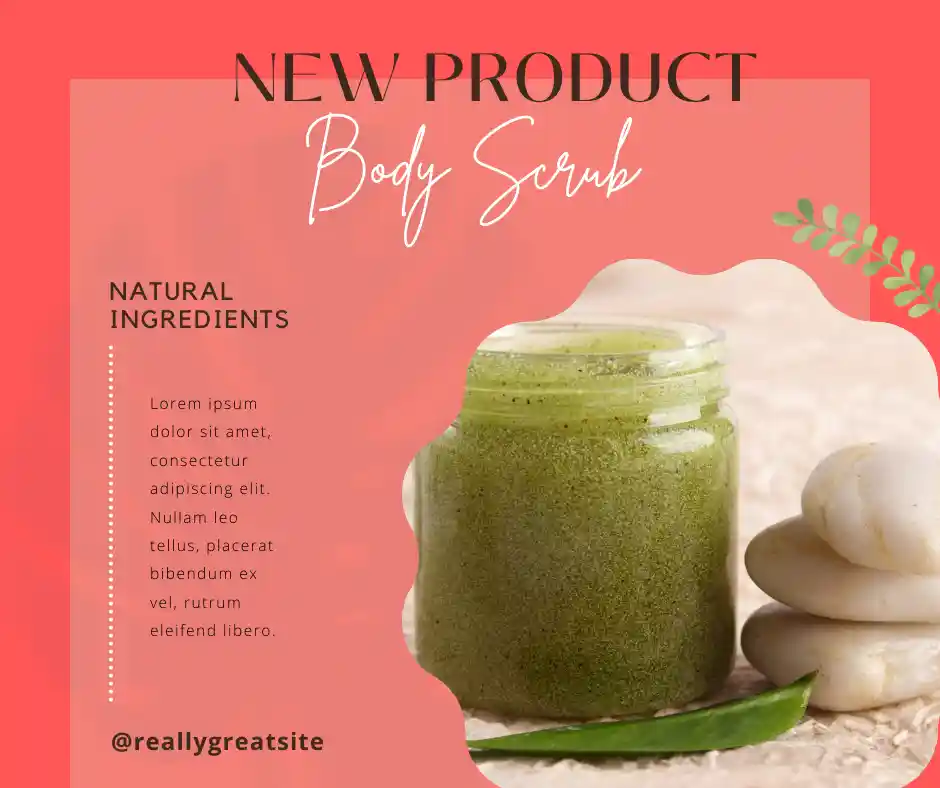 NEW PRODUCT
Body Scrub
NATURAL
INGREDIENTS
Lorem ipsum
dolor sit amet,
consectetur
adipiscing elit.
Nullam leo
tellus, placerat
bibendum ex
vel, rutrum
eleifend libero.
@reallygreatsite